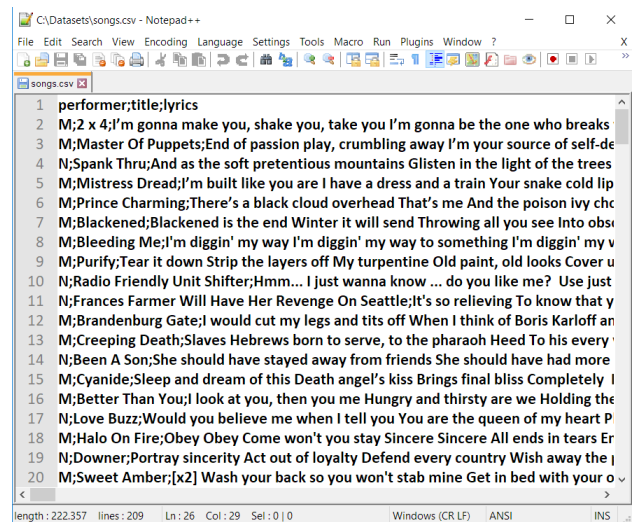 C:\Datasets\songs.csv - Notepad++
File Edit Search View Encoding Language Settings Tools Macro Run Plugins Window ? X
songs.csv
1 performer;title;lyrics
2 M;2 x 4;I’m gonna make you, shake you, take you I’m gonna be the one who breaks
3 M;Master Of Puppets;End of passion play, crumbling away I’m your source of self-de
4 N;Spank Thru;And as the soft pretentious mountains Glisten in the light of the trees
5 M;Mistress Dread;I’m built like you are I have a dress and a train Your snake cold lip
6 M;Prince Charming;There’s a black cloud overhead That’s me And the poison ivy cho
7 M;Blackened;Blackened is the end Winter it will send Throwing all you see Into obs
8 M;Bleeding Me;I'm diggin' my way I'm diggin' my way to something I'm diggin' my
9 M;Purify;Tear it down Strip the layers off My turpentine Old paint, old looks Cover u
10 N;Radio Friendly Unit Shifter;Hmm... I just wanna know ... do you like me? Use just
11 N;Frances Farmer Will Have Her Revenge On Seattle;It's so relieving To know that y
12 M;Brandenburg Gate;I would cut my legs and tits off When I think of Boris Karloff an
13 M;Creeping Death;Slaves Hebrews born to serve, to the pharaoh Heed To his every
14 N;Been A Son;She should have stayed away from friends She should have had more
15 M;Cyanide;Sleep and dream of this Death angel’s kiss Brings final bliss Completely
16 M;Better Than You;I look at you, then you me Hungry and thirsty are we Holding the
17 N;Love Buzz;Would you believe me when I tell you You are the queen of my heart P
18 M;Halo On Fire;Obey Obey Come won't you stay Sincere Sincere All ends in tears En
19 N;Downer;Portray sincerity Act out of loyalty Defend every country Wish away the
20 M;Sweet Amber;[x2] Wash your back so you won't stab mine Get in bed with your o
length : 222.357 lines : 209 Ln : 26 Col : 29 Sel : 0 | 0 Windows (CR LF) ANSI INS